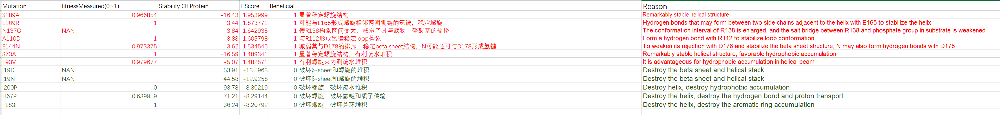 Mutation fitnessMeasured(0~1) Stability Of Protein FIScore Beneficial Reason
S189A 0.966854 -16.43 1.953999 1 显著稳定螺旋结构 Remarkably stable helical structure
E169R 1 3.44 1.673771 1 可能与E165形成螺旋相邻两圈侧链的氢键，稳定螺旋 Hydrogen bonds that may form between two side chains adjacent to the helix with E165 to stabilize the helix
N137G NAN 3.84 1.642935 1 使R138构象区间变大，减弱了其与底物中磷酸基的盐桥 The conformation interval of R138 is enlarged, and the salt bridge between R138 and phosphate group in substrate is weakened
A110D 1 3.83 1.605798 1 与R112形成氢键稳定loop构象 Form a hydrogen bond with R112 to stabilize loop conformation
E144N 0.973375 -3.62 1.534546 1 减弱其与D178的排斥，稳定beta sheet结构，N可能还可与D178形成氢键 To weaken its rejection with D178 and stabilize the beta sheet structure, N may also form hydrogen bonds with D178
S73A 1 -16.59 1.489341 1 显著稳定螺旋结构，有利疏水堆积 Remarkably stable helical structure, favorable hydrophobic accumulation
T93V 0.979677 -5.07 1.482571 1 有利螺旋束内测疏水堆积 It is advantageous for hydrophobic accumulation in helical beam
I19D NAN 53.91 -13.5963 0 破坏β-sheet和螺旋的堆积 Destroy the beta sheet and helical stack
I19N NAN 44.58 -12.9256 0 破坏β-sheet和螺旋的堆积 Destroy the beta sheet and helical stack
I200P 0 93.78 -8.30219 0 破坏螺旋，破坏疏水堆积 Destroy helix, destroy hydrophobic accumulation
H67P 0.639959 71.21 -8.29144 0 破坏螺旋，破坏氢键和质子传输 Destroy the helix, destroy the hydrogen bond and proton transport
F163I 1 36.24 -8.20792 0 破坏螺旋，破坏芳环堆积 Destroy the helix, destroy the aromatic ring accumulation